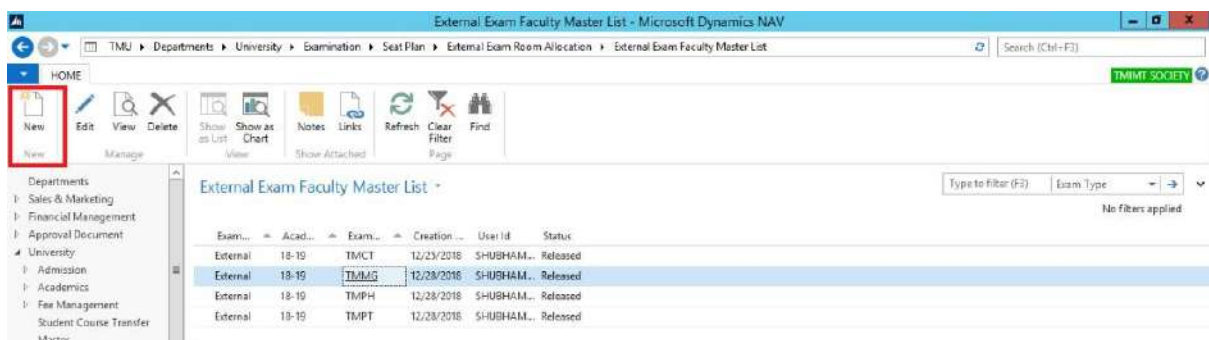 External Exam Faculty Master List - Microsoft Dynamics NAV
TMU ▸ Departments ▸ University ▸ Examination ▸ Seat Plan ▸ External Exam Room Allocation ▸ External Exam Faculty Master List
Search (Ctrl+F3)
HOME
TMIMT SOCIETY
New Edit View Delete Show as List Show as Chart Notes Links Refresh Clear Filter Find
New Manage View Show Attached Page
Departments
Sales & Marketing
Financial Management
Approval Document
University
Admission
Academics
Fee Management
Student Course Transfer
Master
External Exam Faculty Master List
Type to filter (F3) Exam Type
No filters applied
Exam... Acad... Exam... Creation ... User Id Status
External 18-19 TMCT 12/25/2018 SHUBHAM... Released
External 18-19 TMMG 12/28/2018 SHUBHAM... Released
External 18-19 TMPH 12/28/2018 SHUBHAM... Released
External 18-19 TMPT 12/28/2018 SHUBHAM... Released